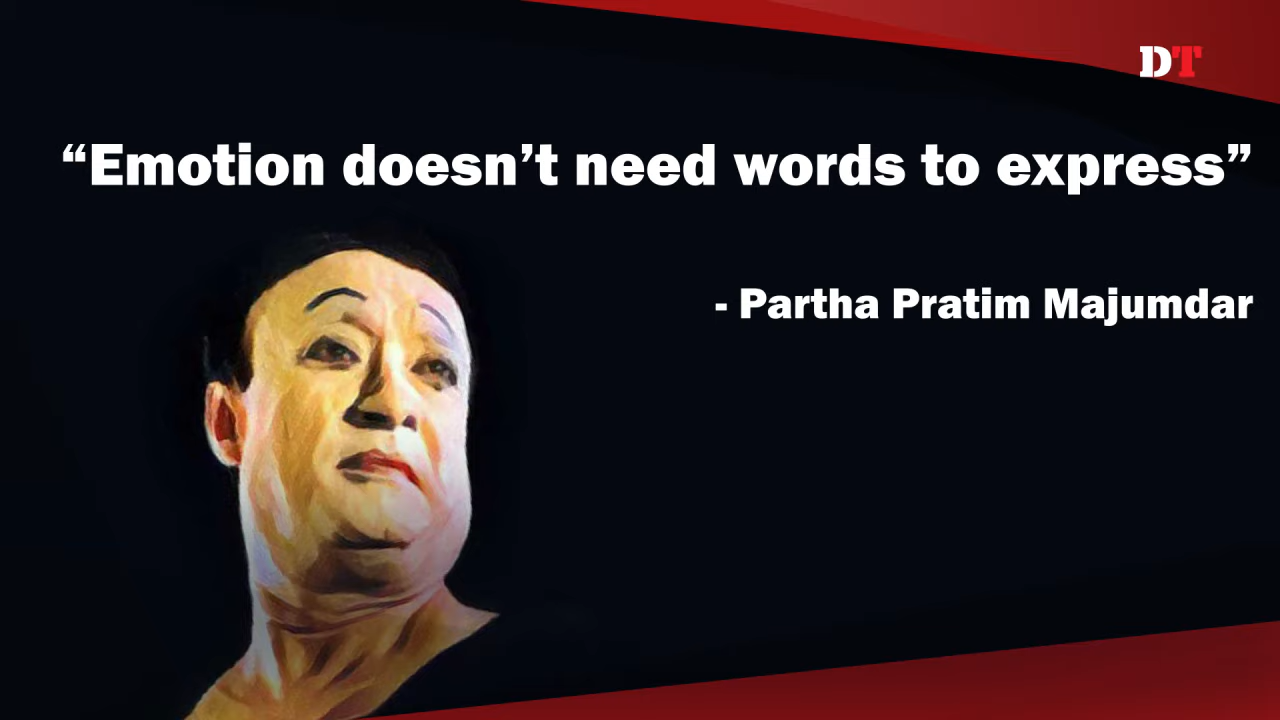 DT
“Emotion doesn’t need words to express”
- Partha Pratim Majumdar